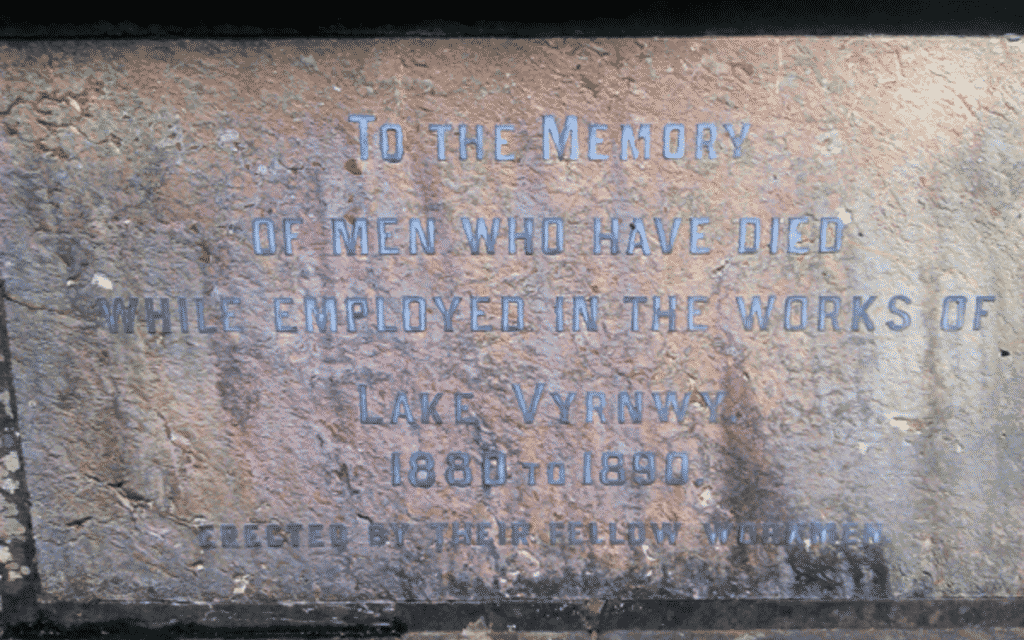 To the Memory
OF MEN WHO HAVE DIED
WHILE EMPLOYED IN THE WORKS OF
LAKE VYRNWY.
1880 TO 1890.
ERECTED BY THEIR FELLOW WORKMEN.